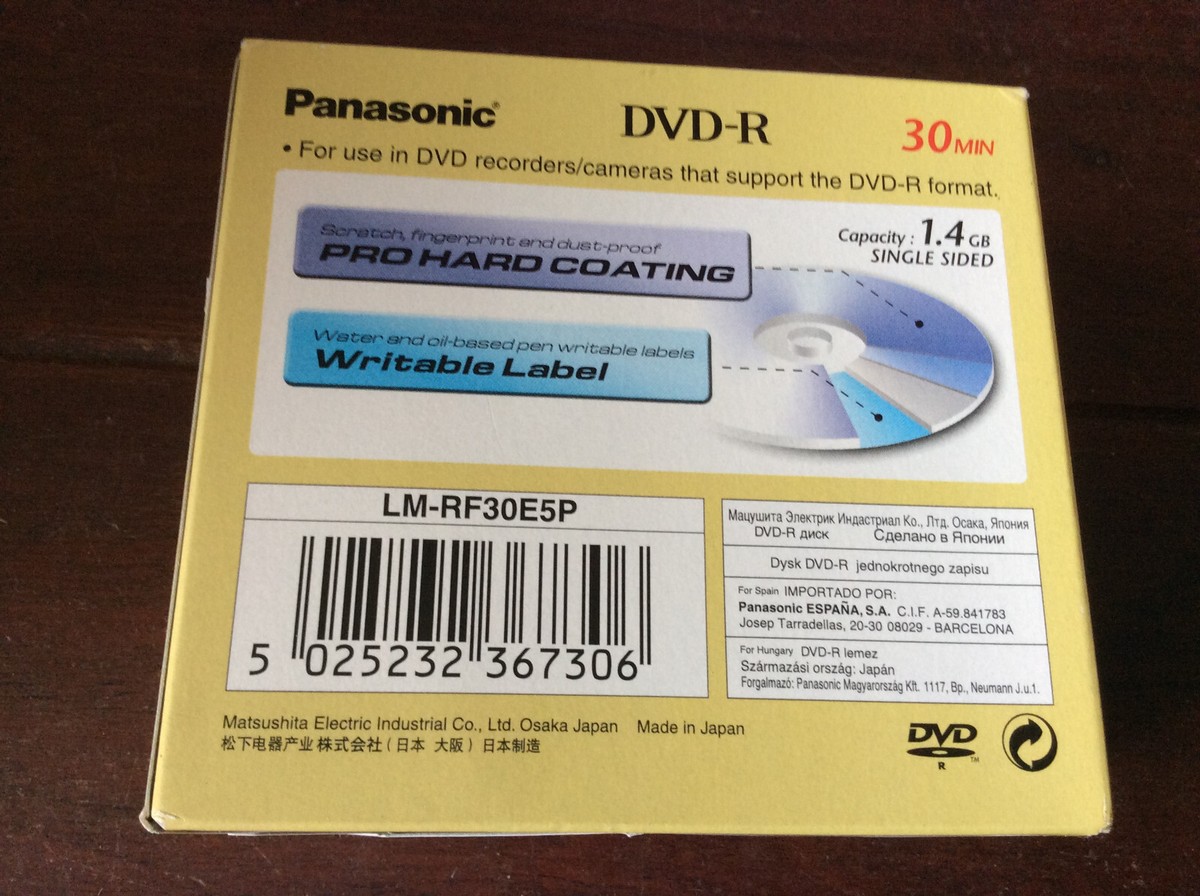 Panasonic® DVD-R 30MIN
• For use in DVD recorders/cameras that support the DVD-R format.
Capacity : 1.4 GB
SINGLE SIDED
Scratch, fingerprint and dust-proof
PRO HARD COATING
Water and oil-based pen writable labels
Writable Label
LM-RF30E5P
5 025232 367306
Мацушита Электрик Индастриал Ко., Лтд. Осака, Япония
DVD-R диск Сделано в Японии
Dysk DVD-R jednokrotnego zapisu
For Spain IMPORTADO POR:
Panasonic ESPAÑA, S.A. C.I.F. A-59.841783
Josep Tarradellas, 20-30 08029 - BARCELONA
For Hungary DVD-R lemez
Származási ország: Japán
Forgalmazó: Panasonic Magyarország Kft. 1117, Bp., Neumann J.u.1.
Matsushita Electric Industrial Co., Ltd. Osaka Japan Made in Japan
松下电器产业 株式会社 ( 日本 大阪 ) 日本制造
DVD™
R